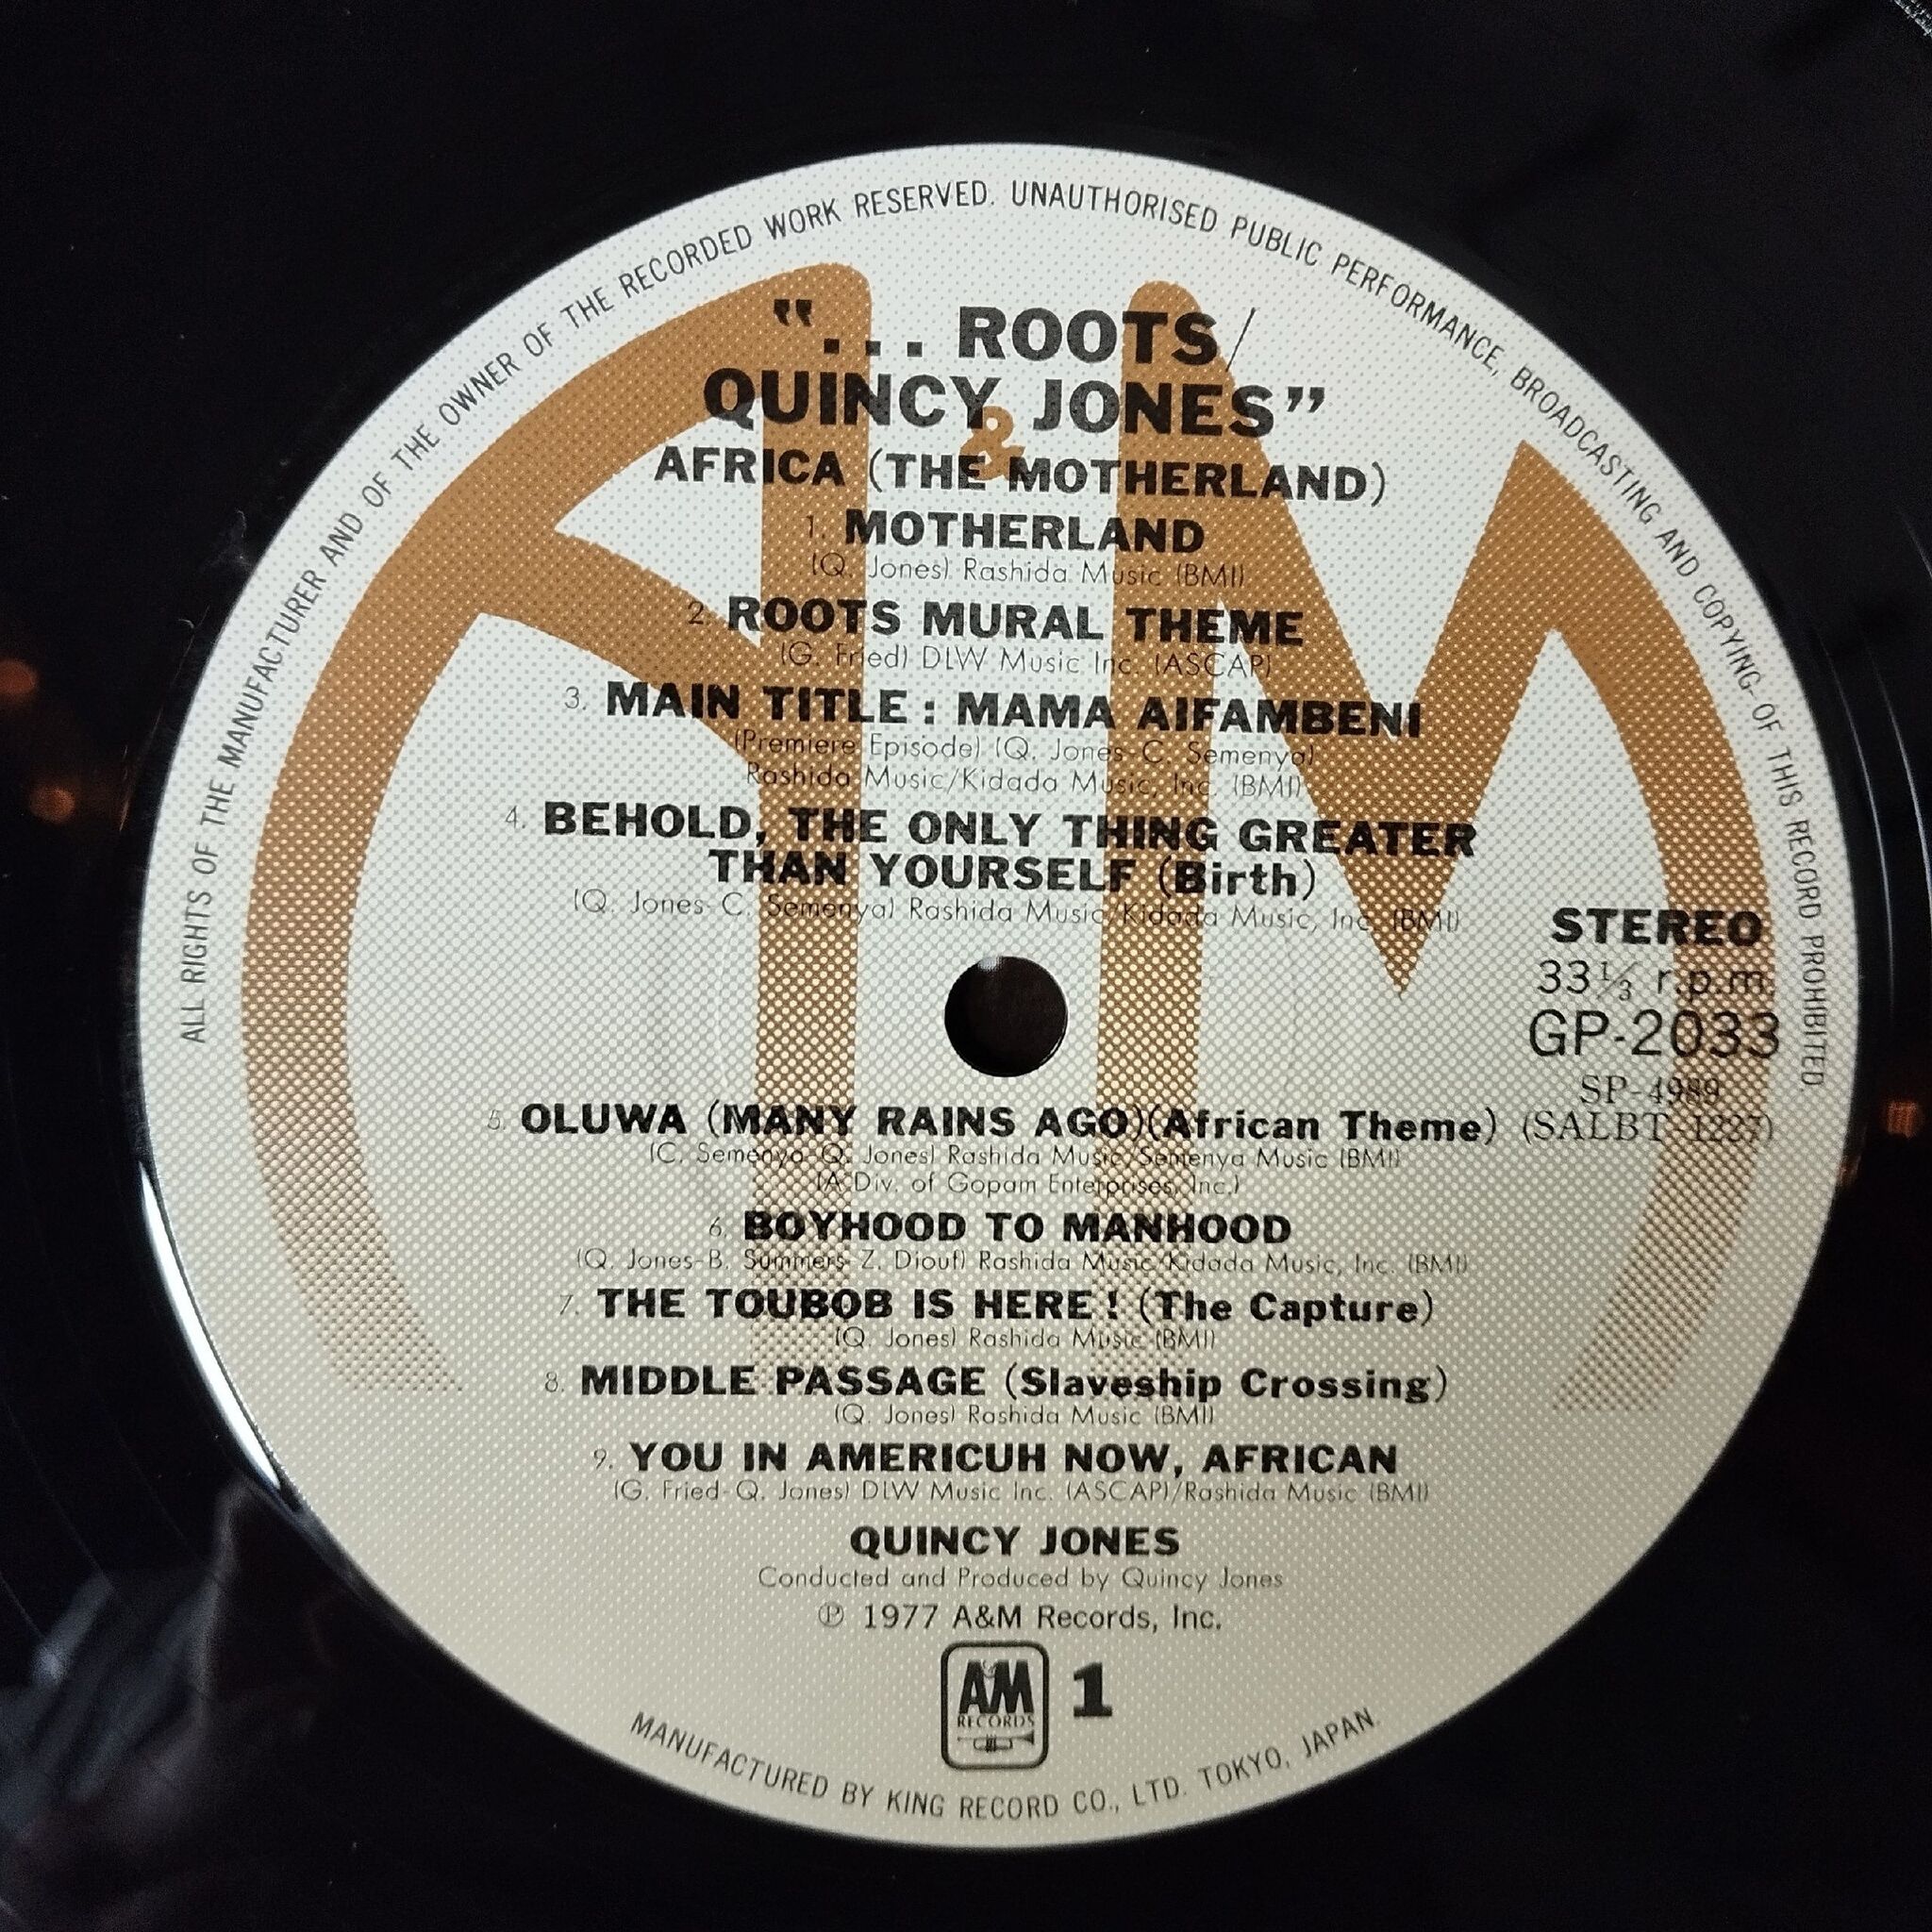 ALL RIGHTS OF THE MANUFACTURER AND OF THE OWNER OF THE RECORDED WORK RESERVED. UNAUTHORISED PUBLIC PERFORMANCE, BROADCASTING AND COPYING OF THIS RECORD PROHIBITED
A&M
"... ROOTS/
QUINCY JONES"
AFRICA (THE MOTHERLAND)
1. MOTHERLAND
(Q. Jones) Rashida Music (BMI)
2. ROOTS MURAL THEME
(G. Fried) DLW Music Inc. (ASCAP)
3. MAIN TITLE : MAMA AIFAMBENI
(Premiere Episode) (Q. Jones-C. Semenya)
Rashida Music/Kidada Music, Inc. (BMI)
4. BEHOLD, THE ONLY THING GREATER
THAN YOURSELF (Birth)
(Q. Jones-C. Semenya) Rashida Music/Kidada Music, Inc. (BMI)
STEREO
33⅓ r.p.m.
GP-2033
SP-4989
(SALBT 1227)
5. OLUWA (MANY RAINS AGO)(African Theme)
(C. Semenya-Q. Jones) Rashida Music/Semenya Music (BMI)
(A Div. of Gopam Enterprises, Inc.)
6. BOYHOOD TO MANHOOD
(Q. Jones-B. Summers-Z. Diouf) Rashida Music/Kidada Music, Inc. (BMI)
7. THE TOUBOB IS HERE! (The Capture)
(Q. Jones) Rashida Music (BMI)
8. MIDDLE PASSAGE (Slaveship Crossing)
(Q. Jones) Rashida Music (BMI)
9. YOU IN AMERICUH NOW, AFRICAN
(G. Fried-Q. Jones) DLW Music Inc. (ASCAP)/Rashida Music (BMI)
QUINCY JONES
Conducted and Produced by Quincy Jones
℗ 1977 A&M Records, Inc.
A&M RECORDS 1
MANUFACTURED BY KING RECORD CO., LTD. TOKYO, JAPAN